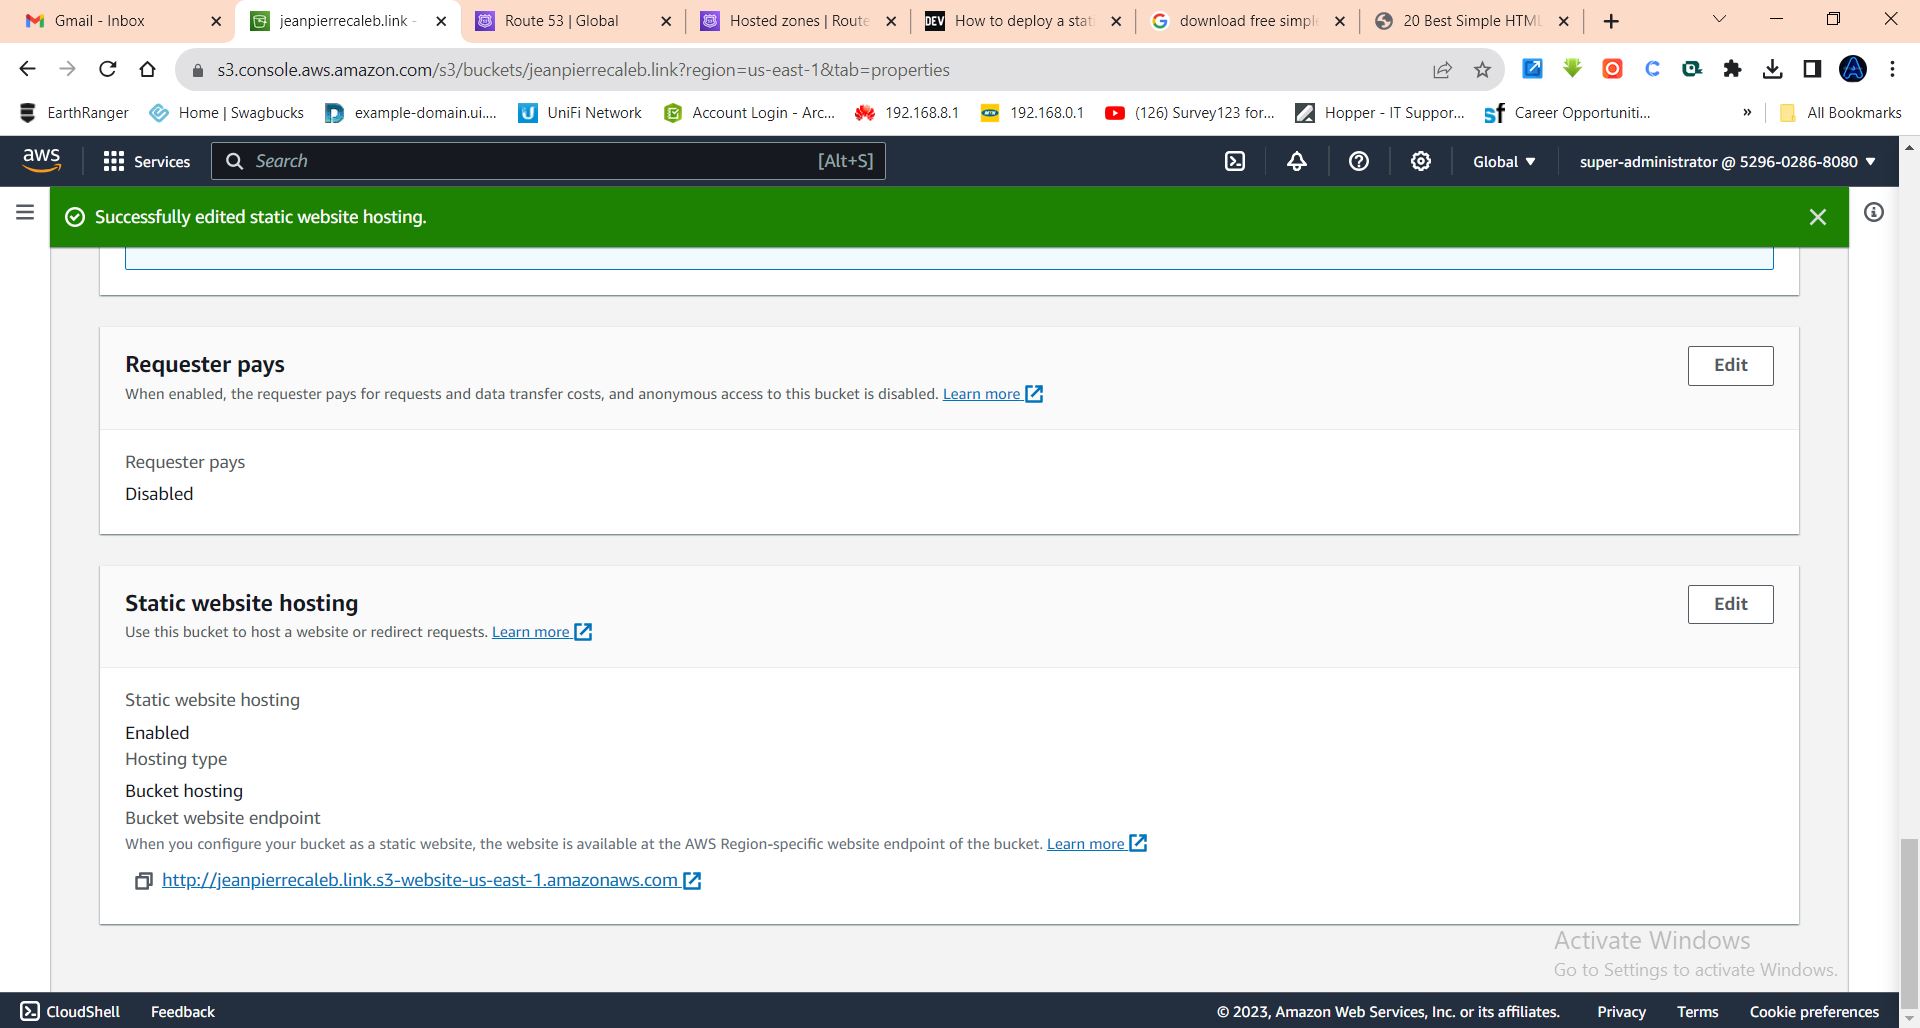 Gmail - Inbox
jeanpierrecaleb.link -
Route 53 | Global
Hosted zones | Route
DEV How to deploy a stati
download free simple
20 Best Simple HTML
s3.console.aws.amazon.com/s3/buckets/jeanpierrecaleb.link?region=us-east-1&tab=properties
EarthRanger
Home | Swagbucks
example-domain.ui....
UniFi Network
Account Login - Arc...
192.168.8.1
192.168.0.1
(126) Survey123 for...
Hopper - IT Suppor...
Career Opportuniti...
»
All Bookmarks
aws
Services
Search
[Alt+S]
Global
super-administrator @ 5296-0286-8080
Successfully edited static website hosting.
Requester pays
Edit
When enabled, the requester pays for requests and data transfer costs, and anonymous access to this bucket is disabled. Learn more
Requester pays
Disabled
Static website hosting
Edit
Use this bucket to host a website or redirect requests. Learn more
Static website hosting
Enabled
Hosting type
Bucket hosting
Bucket website endpoint
When you configure your bucket as a static website, the website is available at the AWS Region-specific website endpoint of the bucket. Learn more
http://jeanpierrecaleb.link.s3-website-us-east-1.amazonaws.com
Activate Windows
Go to Settings to activate Windows.
CloudShell
Feedback
© 2023, Amazon Web Services, Inc. or its affiliates.
Privacy
Terms
Cookie preferences